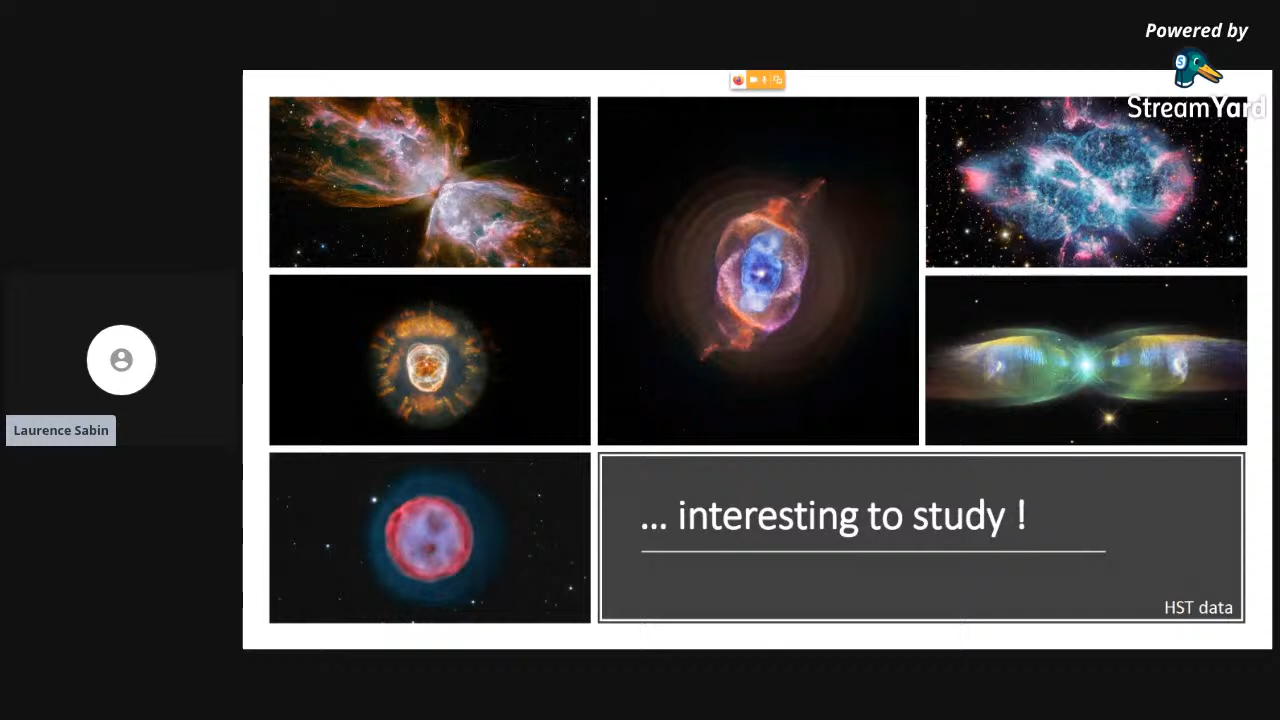 Powered by
StreamYard
Laurence Sabin
... interesting to study !
HST data